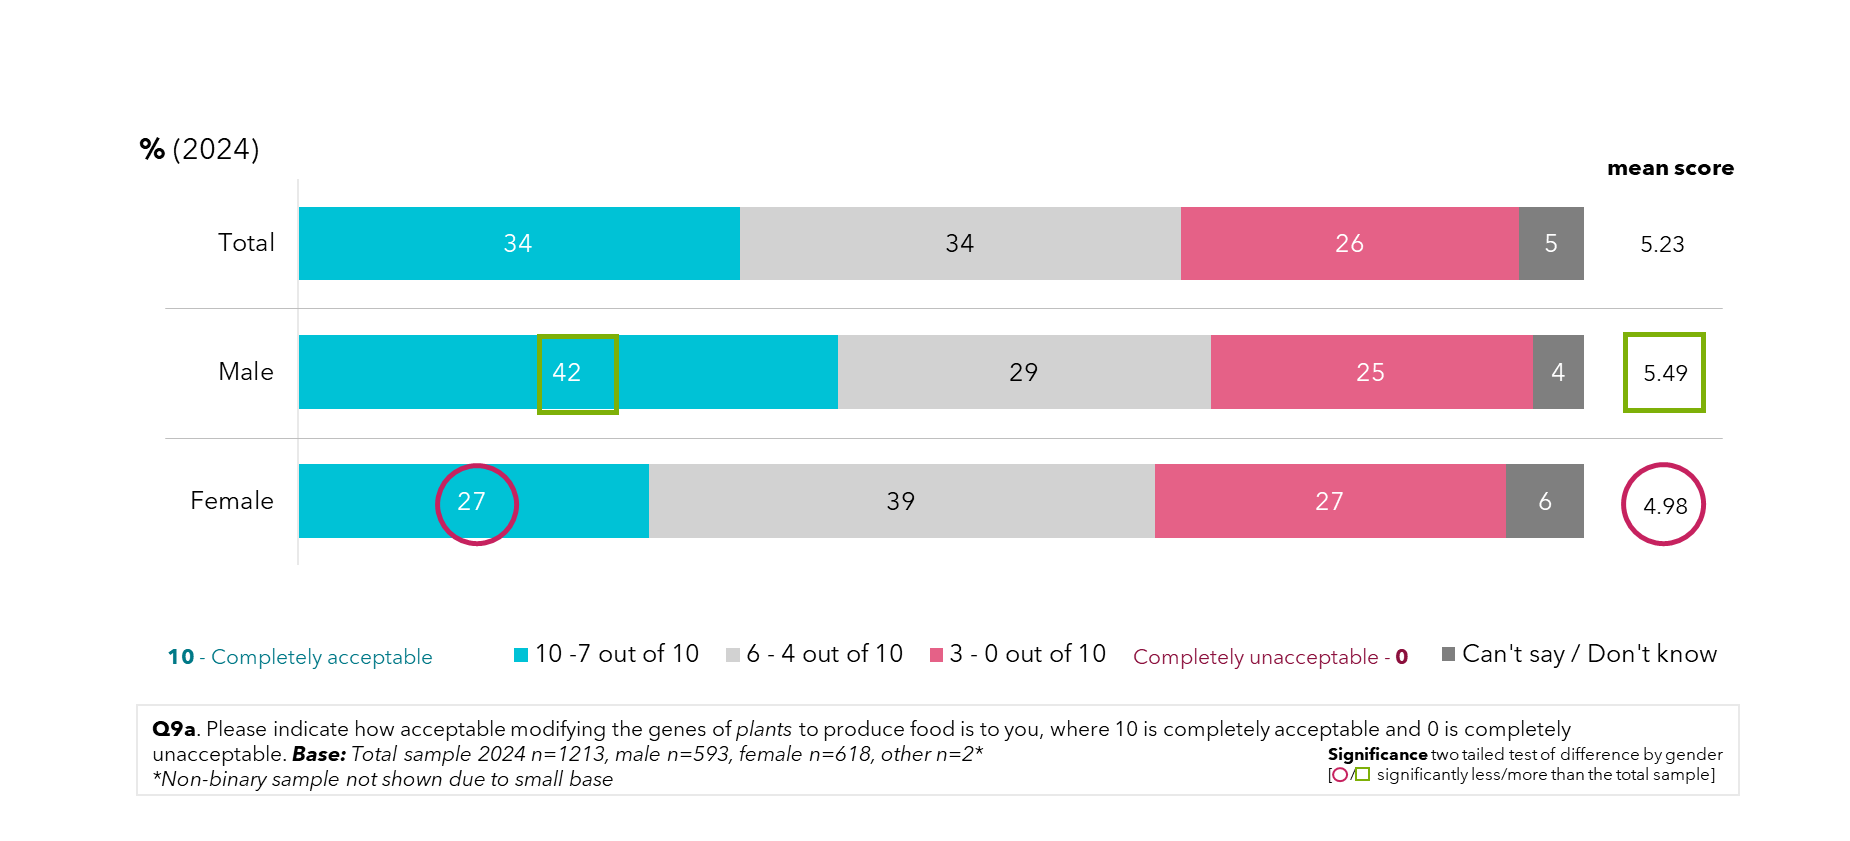 % (2024)
mean score
Total 34 34 26 5 5.23
Male 42 29 25 4 5.49
Female 27 39 27 6 4.98
10 - Completely acceptable 10 -7 out of 10 6 - 4 out of 10 3 - 0 out of 10 Completely unacceptable - 0 Can't say / Don't know
Q9a. Please indicate how acceptable modifying the genes of plants to produce food is to you, where 10 is completely acceptable and 0 is completely
unacceptable. Base: Total sample 2024 n=1213, male n=593, female n=618, other n=2*
*Non-binary sample not shown due to small base
Significance two tailed test of difference by gender
[○/□ significantly less/more than the total sample]